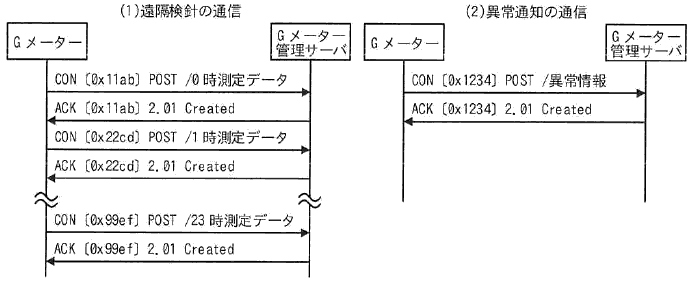 (1)遠隔検針の通信
Gメーター
Gメーター
管理サーバ
CON [0x11ab] POST /0時測定データ
ACK [0x11ab] 2.01 Created
CON [0x22cd] POST /1時測定データ
ACK [0x22cd] 2.01 Created
CON [0x99ef] POST /23時測定データ
ACK [0x99ef] 2.01 Created
(2)異常通知の通信
Gメーター
Gメーター
管理サーバ
CON [0x1234] POST /異常情報
ACK [0x1234] 2.01 Created